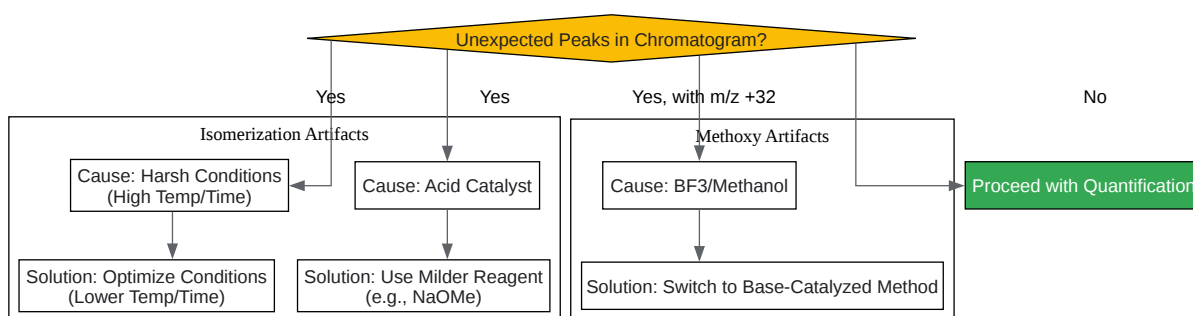 Unexpected Peaks in Chromatogram?
Yes
Yes
Yes, with m/z +32
No
Isomerization Artifacts
Methoxy Artifacts
Cause: Harsh Conditions
(High Temp/Time)
Cause: Acid Catalyst
Cause: BF3/Methanol
Proceed with Quantification
Solution: Optimize Conditions
(Lower Temp/Time)
Solution: Use Milder Reagent
(e.g., NaOMe)
Solution: Switch to Base-Catalyzed Method